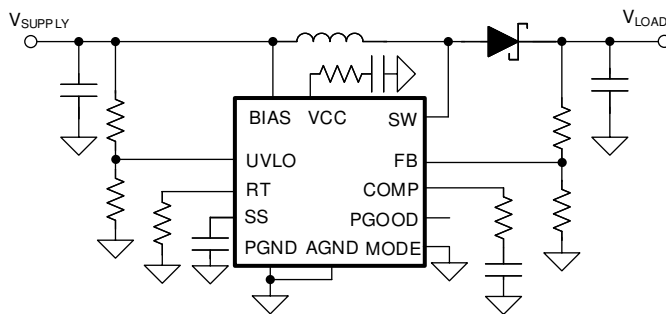 VSUPPLY
VLOAD
BIAS VCC SW
UVLO FB
RT COMP
SS PGOOD
PGND AGND MODE